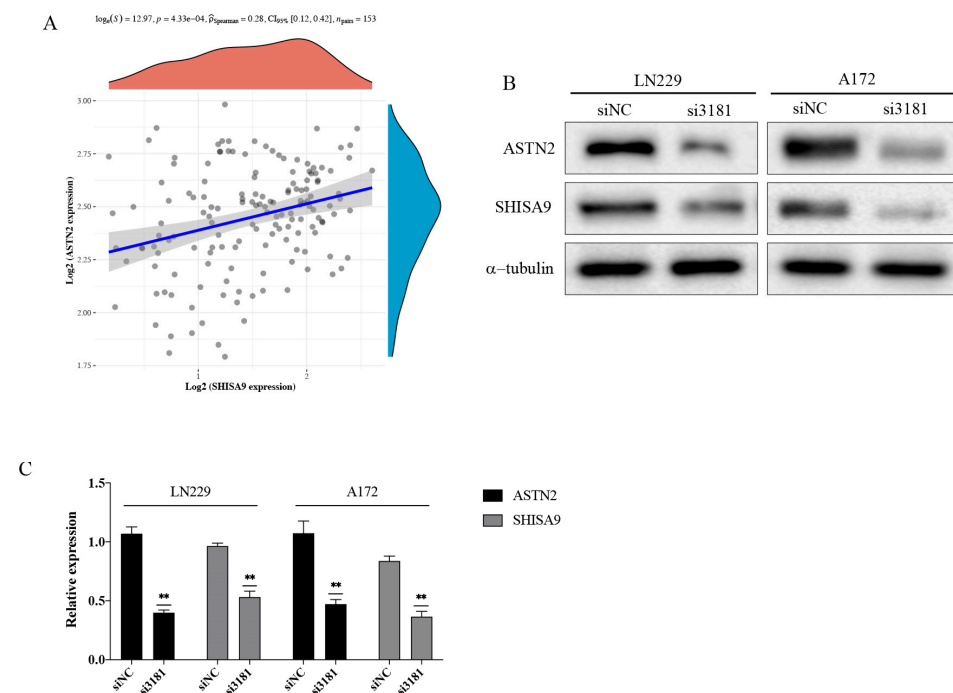 A
logₑ(S) = 12.97, p = 4.33e−04, ρ̂Spearman = 0.28, CI95% [0.12, 0.42], npairs = 153
3.00
2.75
2.50
2.25
2.00
1.75
Log2 (ASTN2 expression)
1
2
Log2 (SHISA9 expression)
B
LN229
A172
siNC
si3181
siNC
si3181
ASTN2
SHISA9
α−tubulin
C
1.5
1.0
0.5
0.0
Relative expression
LN229
A172
**
**
**
**
siNC
si3181
siNC
si3181
siNC
si3181
siNC
si3181
ASTN2
SHISA9